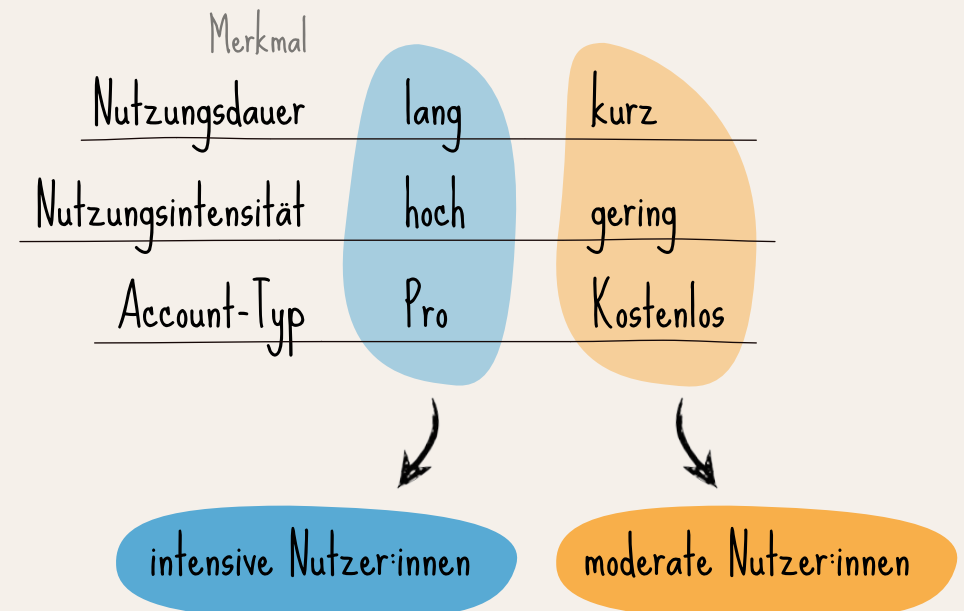 Merkmal
Nutzungsdauer lang kurz
Nutzungsintensität hoch gering
Account-Typ Pro Kostenlos
intensive Nutzer:innen moderate Nutzer:innen